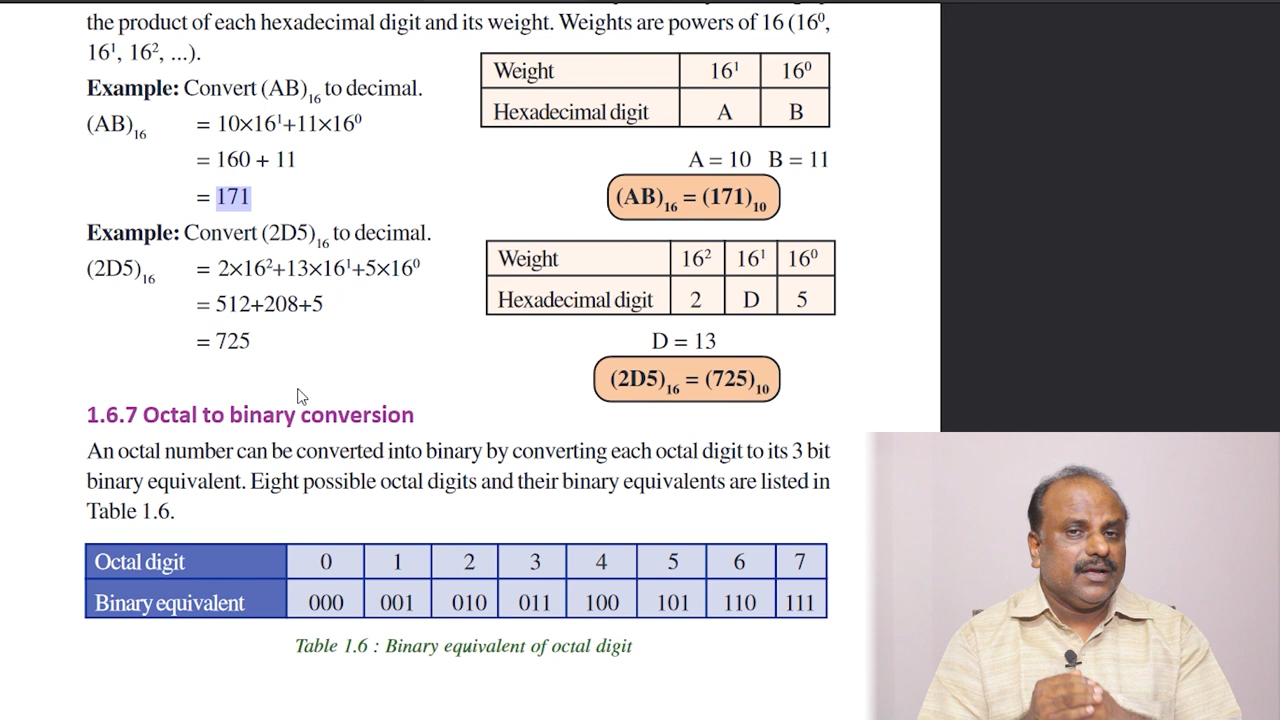 the product of each hexadecimal digit and its weight. Weights are powers of 16 (16⁰,
16¹, 16², ...).
Example: Convert (AB)₁₆ to decimal.
(AB)₁₆ = 10×16¹+11×16⁰
= 160 + 11
= 171
Weight 16¹ 16⁰
Hexadecimal digit A B
A = 10 B = 11
(AB)₁₆ = (171)₁₀
Example: Convert (2D5)₁₆ to decimal.
(2D5)₁₆ = 2×16²+13×16¹+5×16⁰
= 512+208+5
= 725
Weight 16² 16¹ 16⁰
Hexadecimal digit 2 D 5
D = 13
(2D5)₁₆ = (725)₁₀
1.6.7 Octal to binary conversion
An octal number can be converted into binary by converting each octal digit to its 3 bit
binary equivalent. Eight possible octal digits and their binary equivalents are listed in
Table 1.6.
Octal digit 0 1 2 3 4 5 6 7
Binary equivalent 000 001 010 011 100 101 110 111
Table 1.6 : Binary equivalent of octal digit